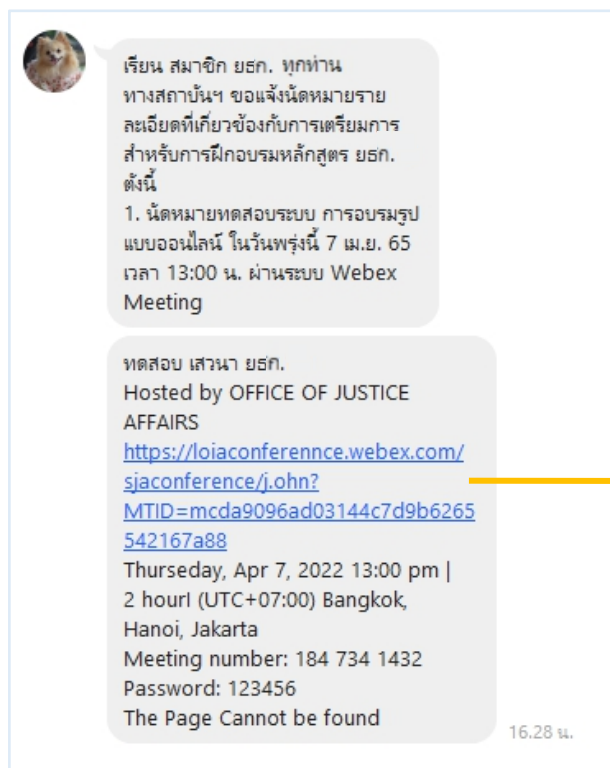 เรียน สมาชิก ยธก. ทุกท่าน
ทางสถาบันฯ ขอแจ้งนัดหมายราย
ละเอียดที่เกี่ยวข้องกับการเตรียมการ
สำหรับการฝึกอบรมหลักสูตร ยธก.
ดังนี้
1. นัดหมายทดสอบระบบ การอบรมรูป
แบบออนไลน์ ในวันพรุ่งนี้ 7 เม.ย. 65
เวลา 13:00 น. ผ่านระบบ Webex
Meeting
ทดสอบ เสวนา ยธก.
Hosted by OFFICE OF JUSTICE
AFFAIRS
https://loiaconferennce.webex.com/
sjaconference/j.ohn?
MTID=mcda9096ad03144c7d9b6265
542167a88
Thurseday, Apr 7, 2022 13:00 pm |
2 hourl (UTC+07:00) Bangkok,
Hanoi, Jakarta
Meeting number: 184 734 1432
Password: 123456
The Page Cannot be found
16.28 น.